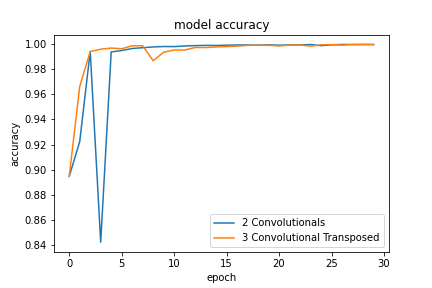 model accuracy
1.00
0.98
0.96
0.94
0.92
0.90
0.88
0.86
0.84
accuracy
2 Convolutionals
3 Convolutional Transposed
0 5 10 15 20 25 30
epoch